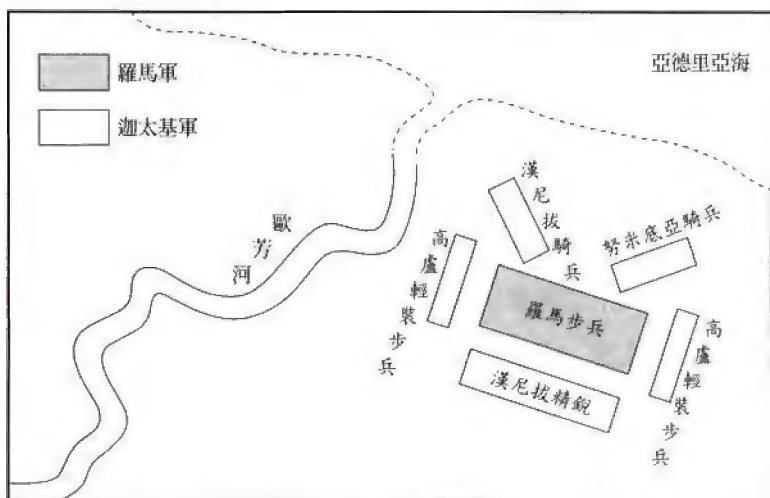 羅馬軍
迦太基軍
亞德里亞海
歐芳河
漢尼拔騎兵
努米底亞騎兵
高盧輕裝步兵
羅馬步兵
高盧輕裝步兵
漢尼拔精銳